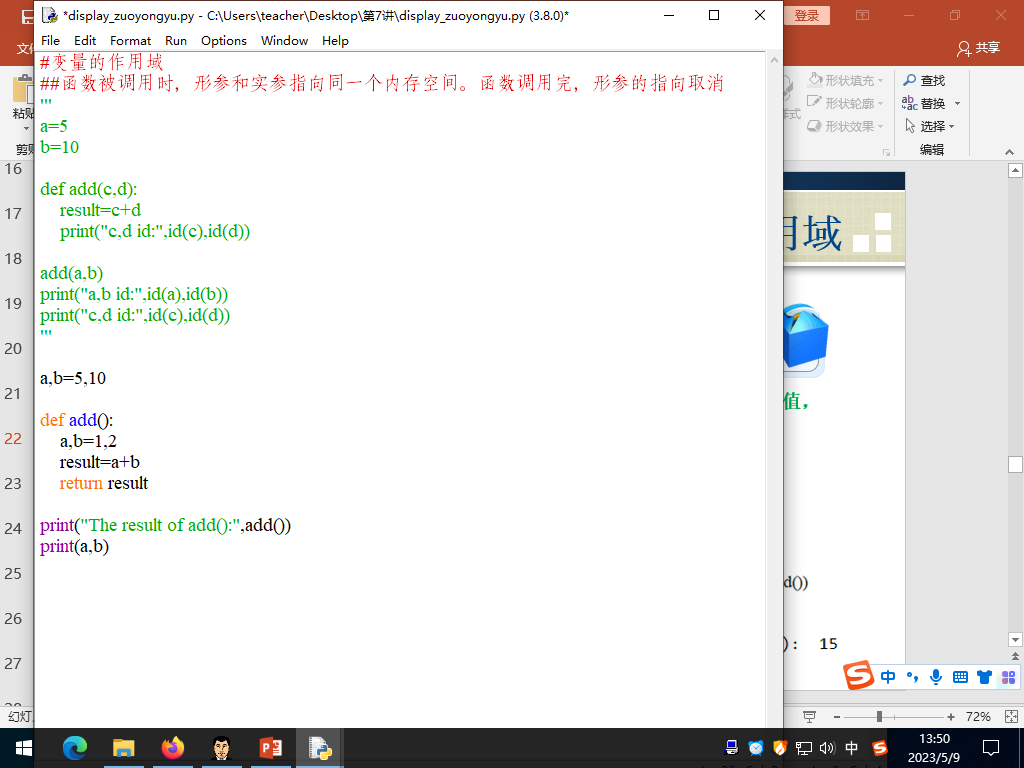 *display_zuoyongyu.py - C:\Users\teacher\Desktop\第7讲\display_zuoyongyu.py (3.8.0)*
登录
File Edit Format Run Options Window Help
共享
#变量的作用域
##函数被调用时，形参和实参指向同一个内存空间。函数调用完，形参的指向取消
'''
a=5
b=10
def add(c,d):
result=c+d
print("c,d id:",id(c),id(d))
add(a,b)
print("a,b id:",id(a),id(b))
print("c,d id:",id(c),id(d))
'''
a,b=5,10
def add():
a,b=1,2
result=a+b
return result
print("The result of add():",add())
print(a,b)
粘贴
16
17
18
19
20
21
22
23
24
25
26
27
形状填充
形状轮廓
形状效果
查找
替换
选择
编辑
用域
值，
d())
): 15
中
72%
中
13:50
2023/5/9